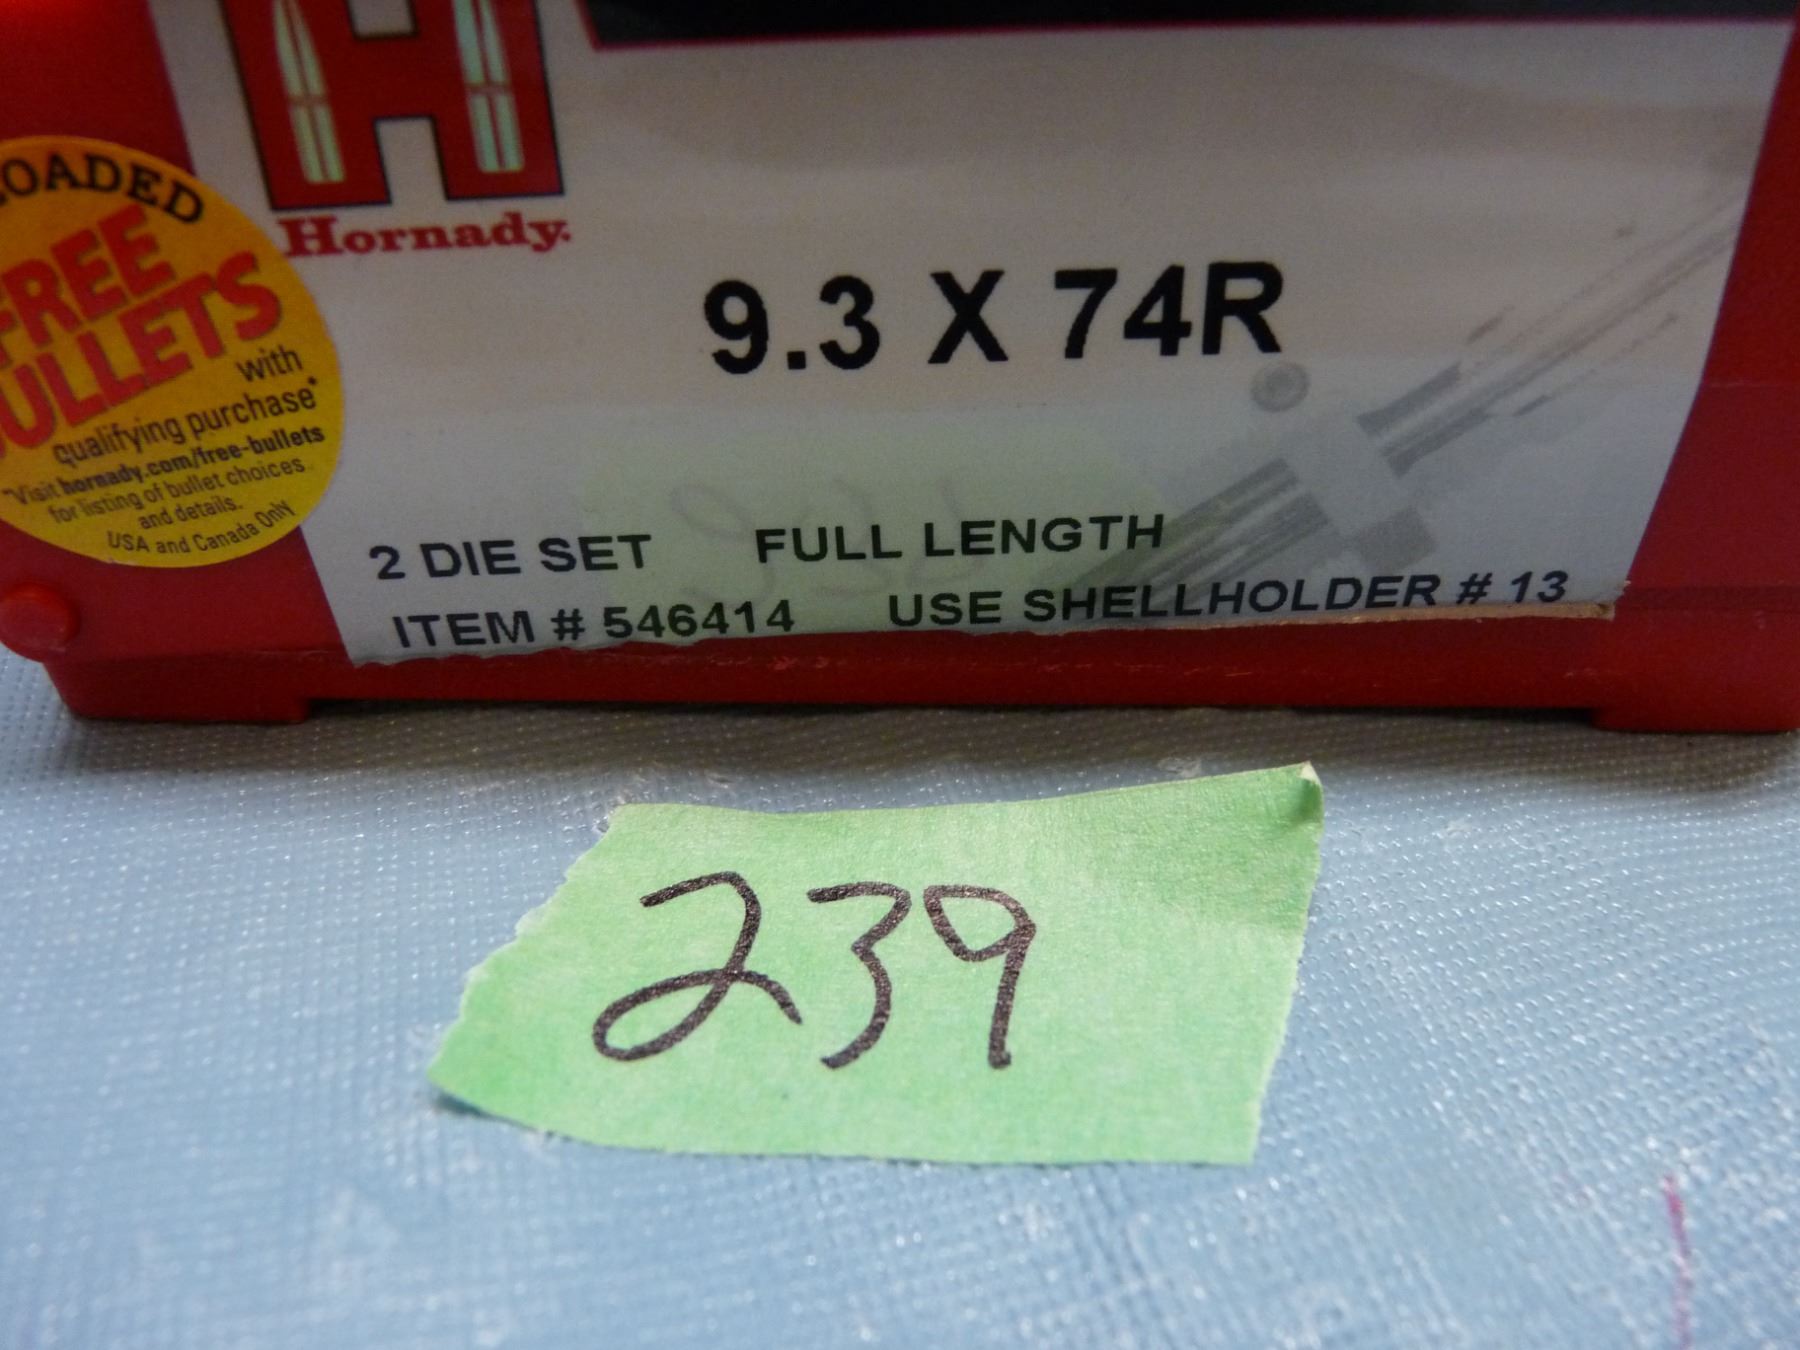 Hornady.
9.3 X 74R
LOADED
FREE
BULLETS
with
qualifying purchase*
*Visit hornady.com/free-bullets
for listing of bullet choices
and details.
USA and Canada Only
2 DIE SET FULL LENGTH
ITEM # 546414 USE SHELLHOLDER # 13
239